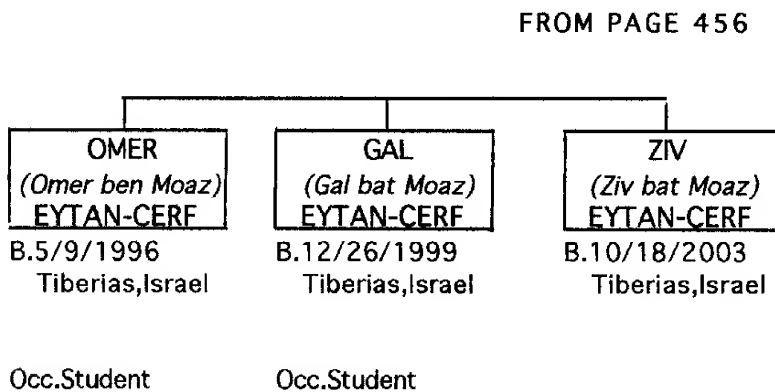 FROM PAGE 456
OMER
(Omer ben Moaz)
EYTAN-CERF
B.5/9/1996
Tiberias,Israel
Occ.Student
GAL
(Gal bat Moaz)
EYTAN-CERF
B.12/26/1999
Tiberias,Israel
Occ.Student
ZIV
(Ziv bat Moaz)
EYTAN-CERF
B.10/18/2003
Tiberias,Israel